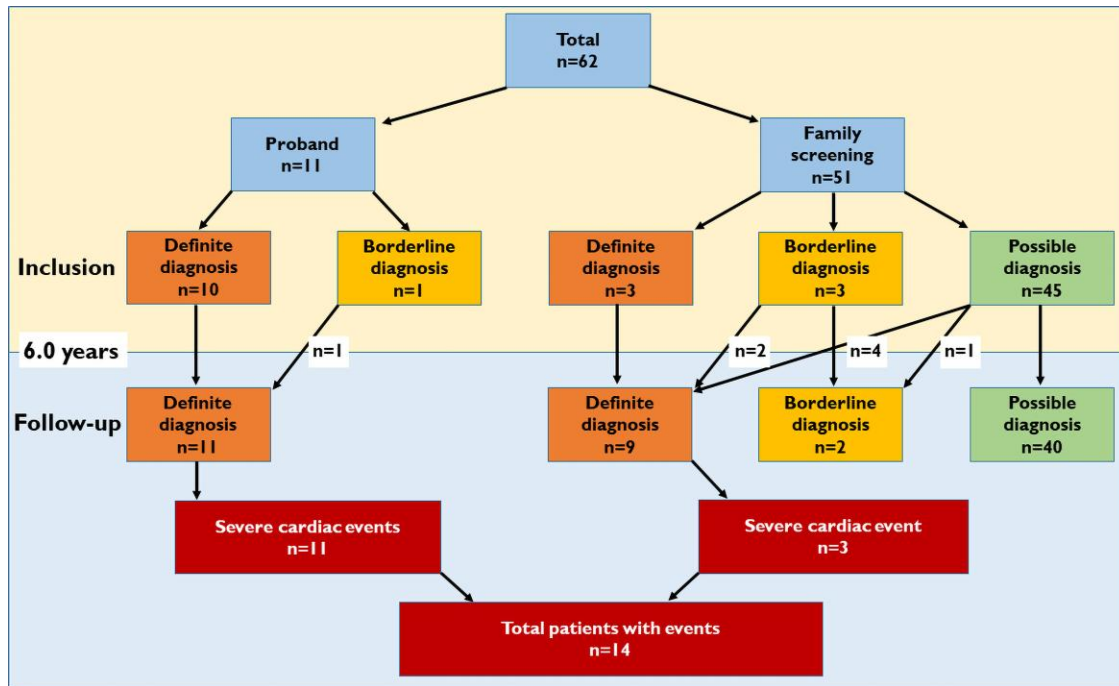 Total
n=62
Proband
n=11
Family
screening
n=51
Inclusion
Definite
diagnosis
n=10
Borderline
diagnosis
n=1
Definite
diagnosis
n=3
Borderline
diagnosis
n=3
Possible
diagnosis
n=45
6.0 years
n=1
n=2
n=4
n=1
Follow-up
Definite
diagnosis
n=11
Definite
diagnosis
n=9
Borderline
diagnosis
n=2
Possible
diagnosis
n=40
Severe cardiac events
n=11
Severe cardiac event
n=3
Total patients with events
n=14